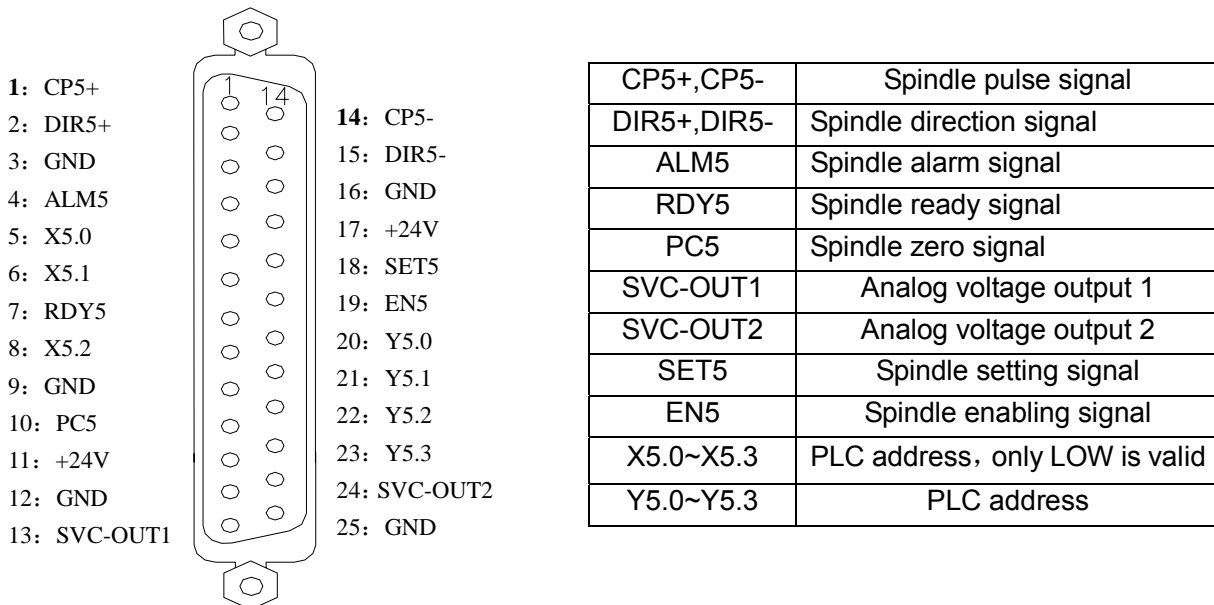 1：CP5+
2：DIR5+
3：GND
4：ALM5
5：X5.0
6：X5.1
7：RDY5
8：X5.2
9：GND
10：PC5
11：+24V
12：GND
13：SVC-OUT1
1
14
14：CP5-
15：DIR5-
16：GND
17：+24V
18：SET5
19：EN5
20：Y5.0
21：Y5.1
22：Y5.2
23：Y5.3
24：SVC-OUT2
25：GND
CP5+,CP5- Spindle pulse signal
DIR5+,DIR5- Spindle direction signal
ALM5 Spindle alarm signal
RDY5 Spindle ready signal
PC5 Spindle zero signal
SVC-OUT1 Analog voltage output 1
SVC-OUT2 Analog voltage output 2
SET5 Spindle setting signal
EN5 Spindle enabling signal
X5.0~X5.3 PLC address，only LOW is valid
Y5.0~Y5.3 PLC address